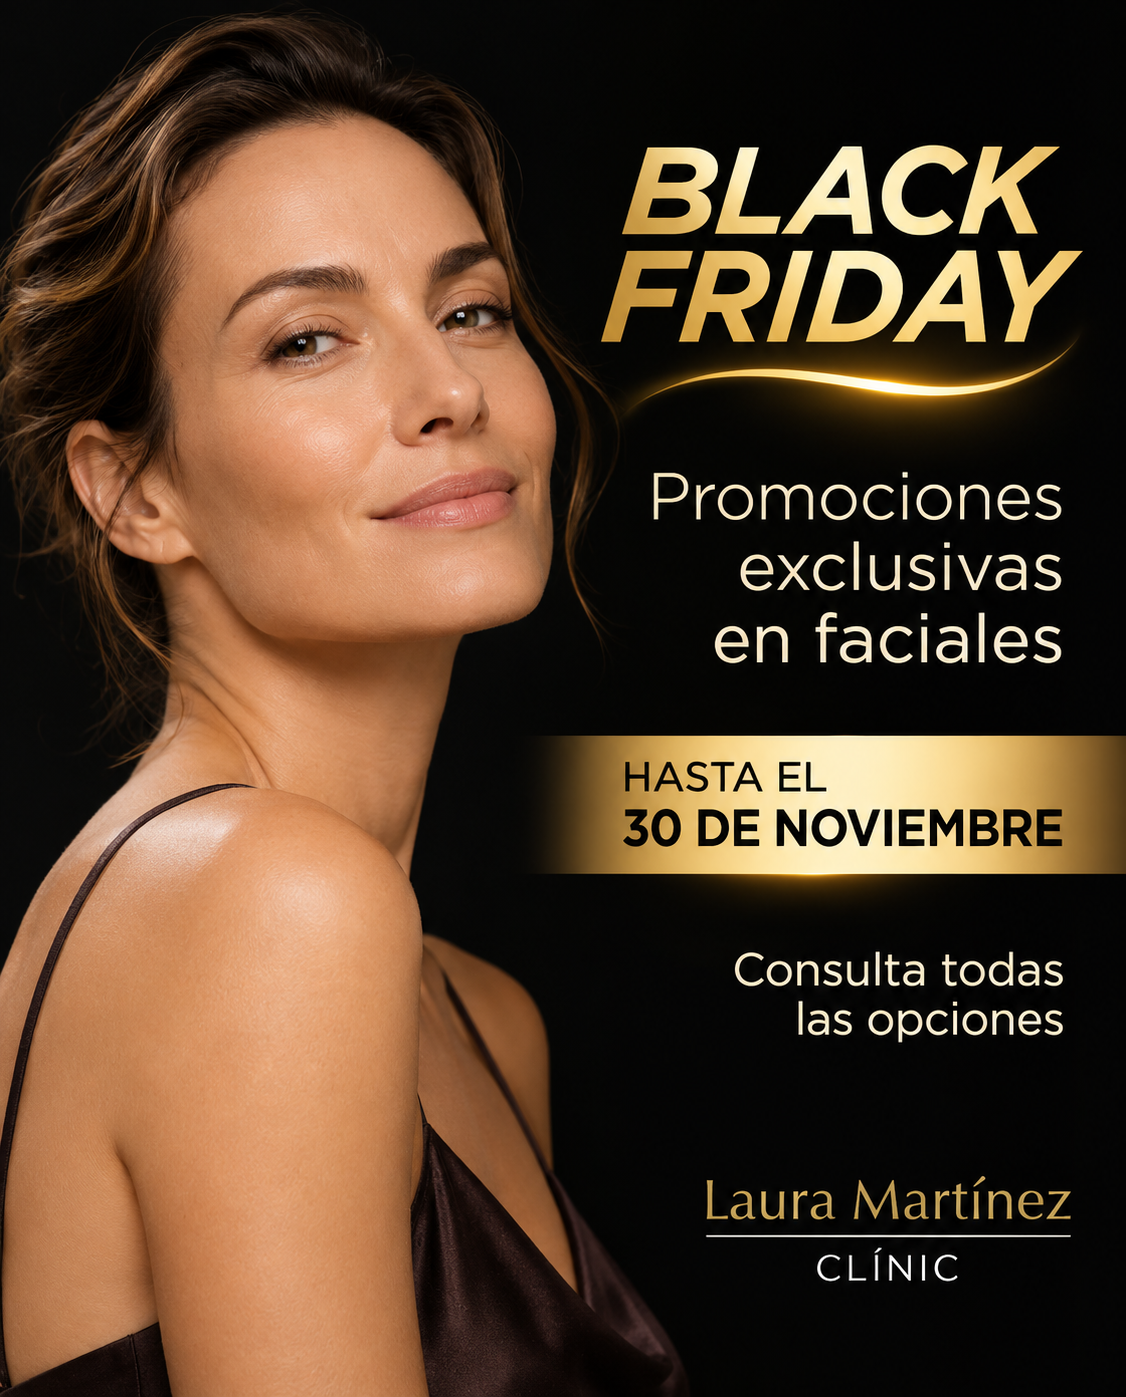 BLACK
FRIDAY
Promociones
exclusivas
en faciales
HASTA EL
30 DE NOVIEMBRE
Consulta todas
las opciones
Laura Martínez
CLÍNIC